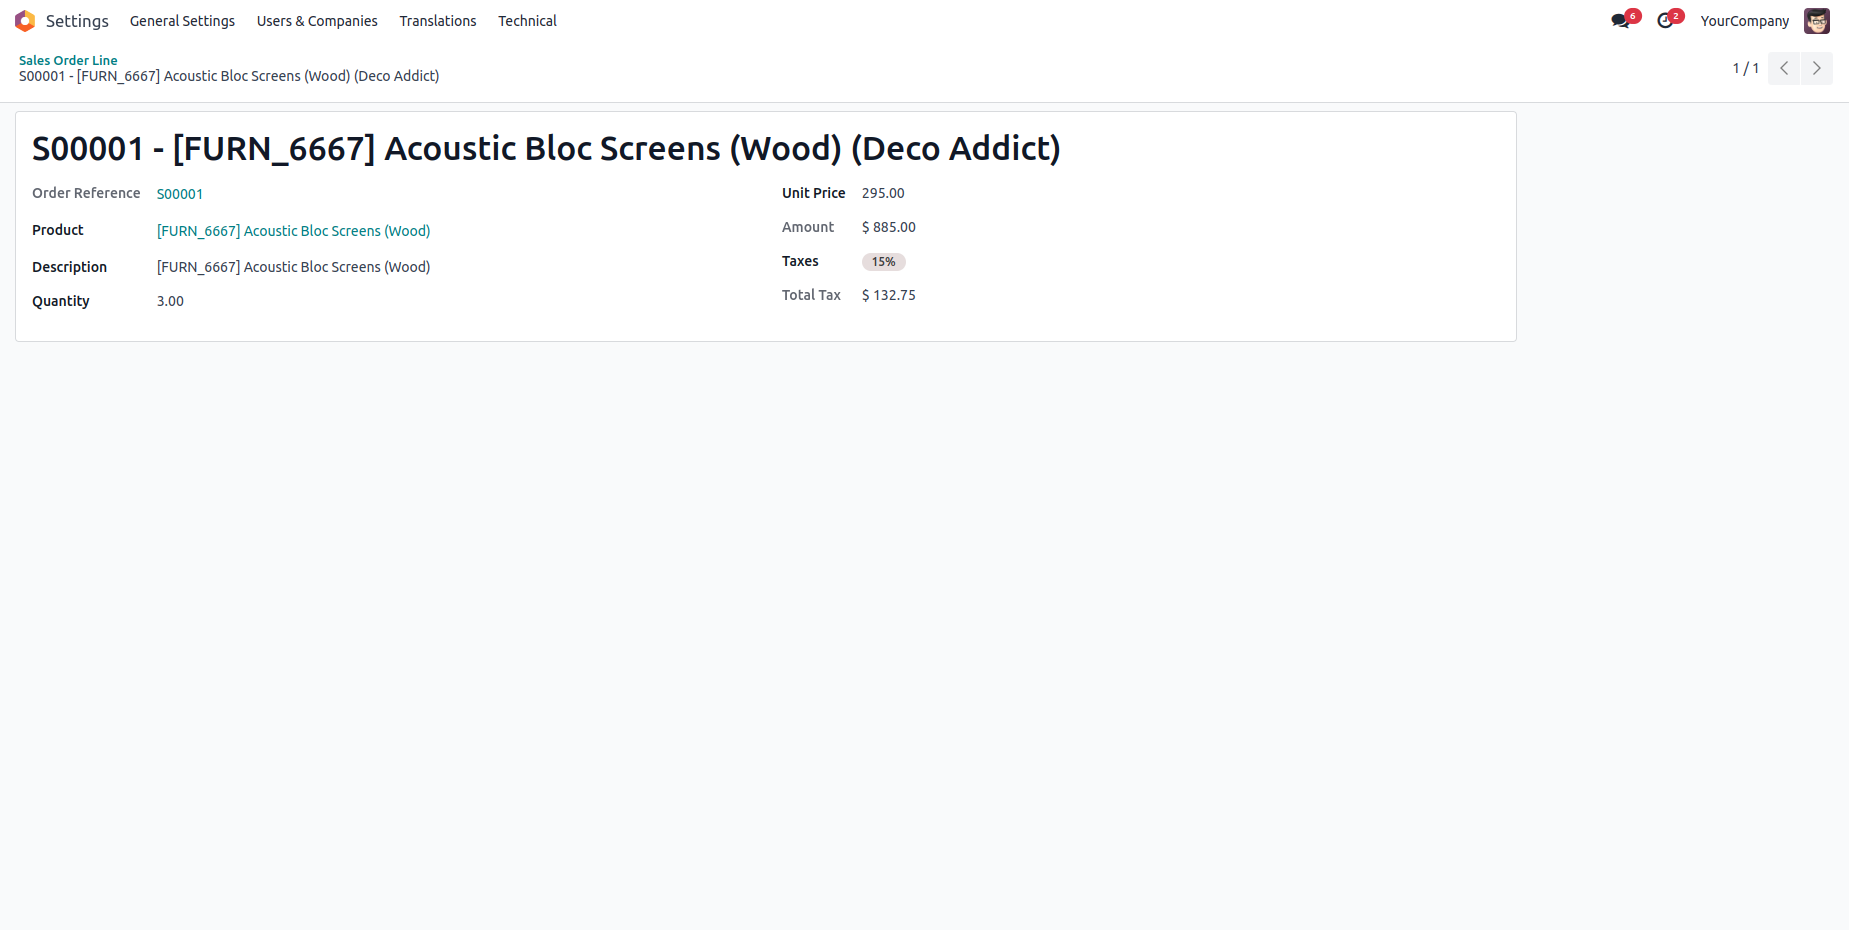 Settings General Settings Users & Companies Translations Technical 6 2 YourCompany
Sales Order Line
S00001 - [FURN_6667] Acoustic Bloc Screens (Wood) (Deco Addict)
1 / 1
S00001 - [FURN_6667] Acoustic Bloc Screens (Wood) (Deco Addict)
Order Reference S00001
Product [FURN_6667] Acoustic Bloc Screens (Wood)
Description [FURN_6667] Acoustic Bloc Screens (Wood)
Quantity 3.00
Unit Price 295.00
Amount $ 885.00
Taxes 15%
Total Tax $ 132.75